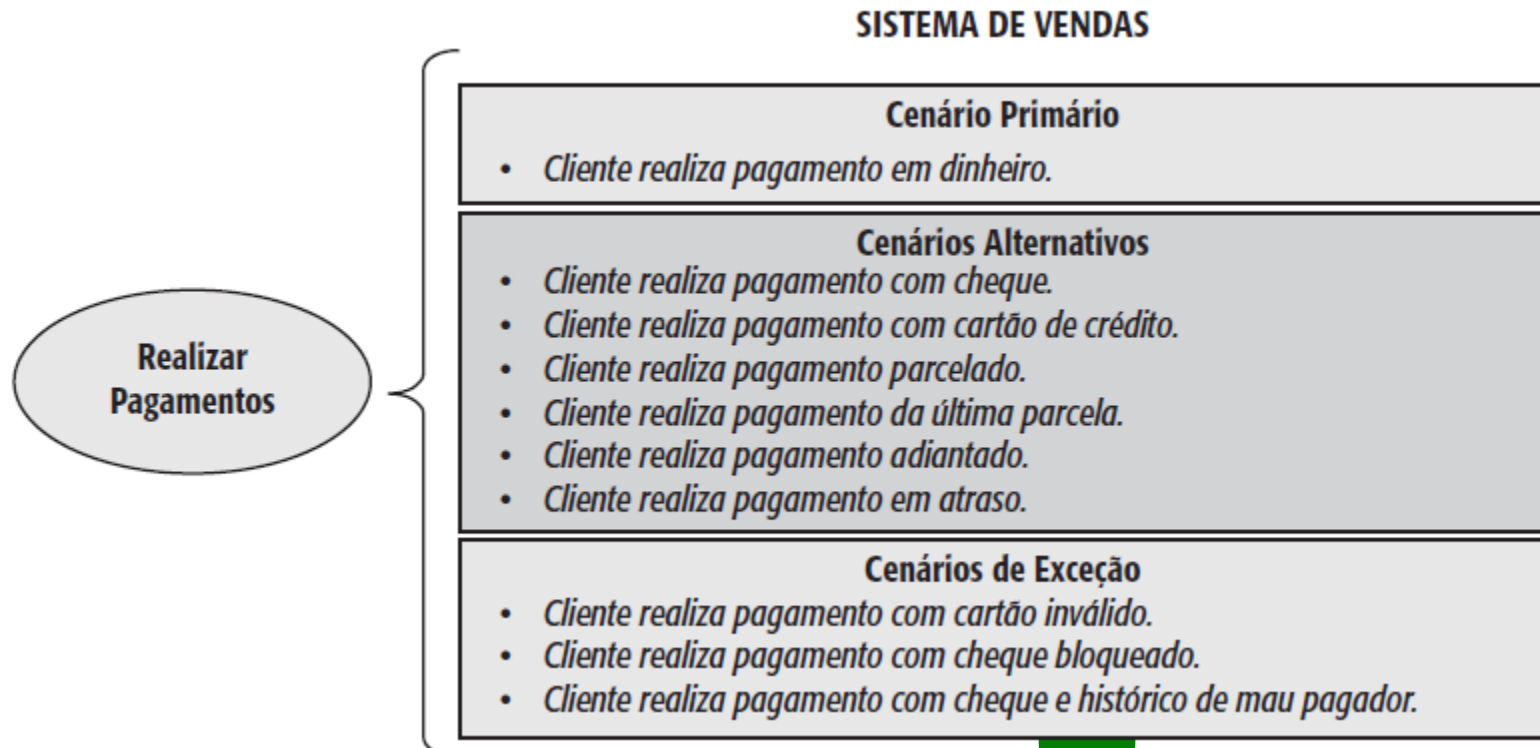 SISTEMA DE VENDAS
Cenário Primário
• Cliente realiza pagamento em dinheiro.
Cenários Alternativos
• Cliente realiza pagamento com cheque.
• Cliente realiza pagamento com cartão de crédito.
• Cliente realiza pagamento parcelado.
• Cliente realiza pagamento da última parcela.
• Cliente realiza pagamento adiantado.
• Cliente realiza pagamento em atraso.
Realizar
Pagamentos
Cenários de Exceção
• Cliente realiza pagamento com cartão inválido.
• Cliente realiza pagamento com cheque bloqueado.
• Cliente realiza pagamento com cheque e histórico de mau pagador.